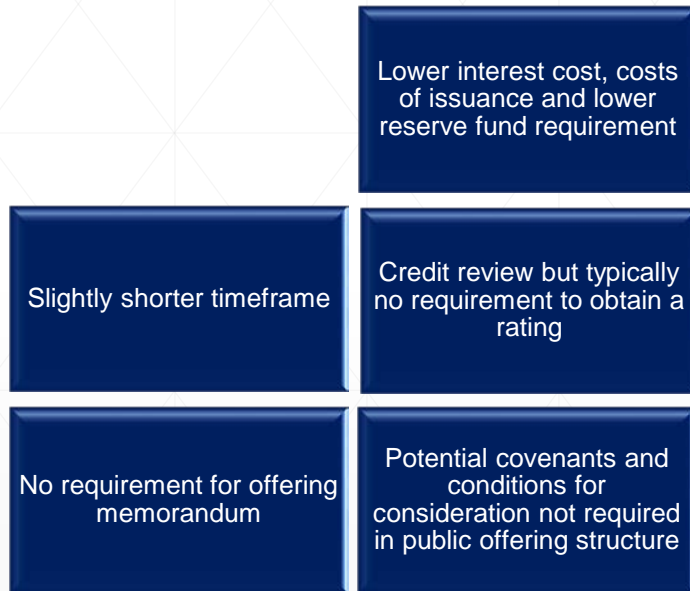 Lower interest cost, costs
of issuance and lower
reserve fund requirement
Slightly shorter timeframe
Credit review but typically
no requirement to obtain a
rating
No requirement for offering
memorandum
Potential covenants and
conditions for
consideration not required
in public offering structure